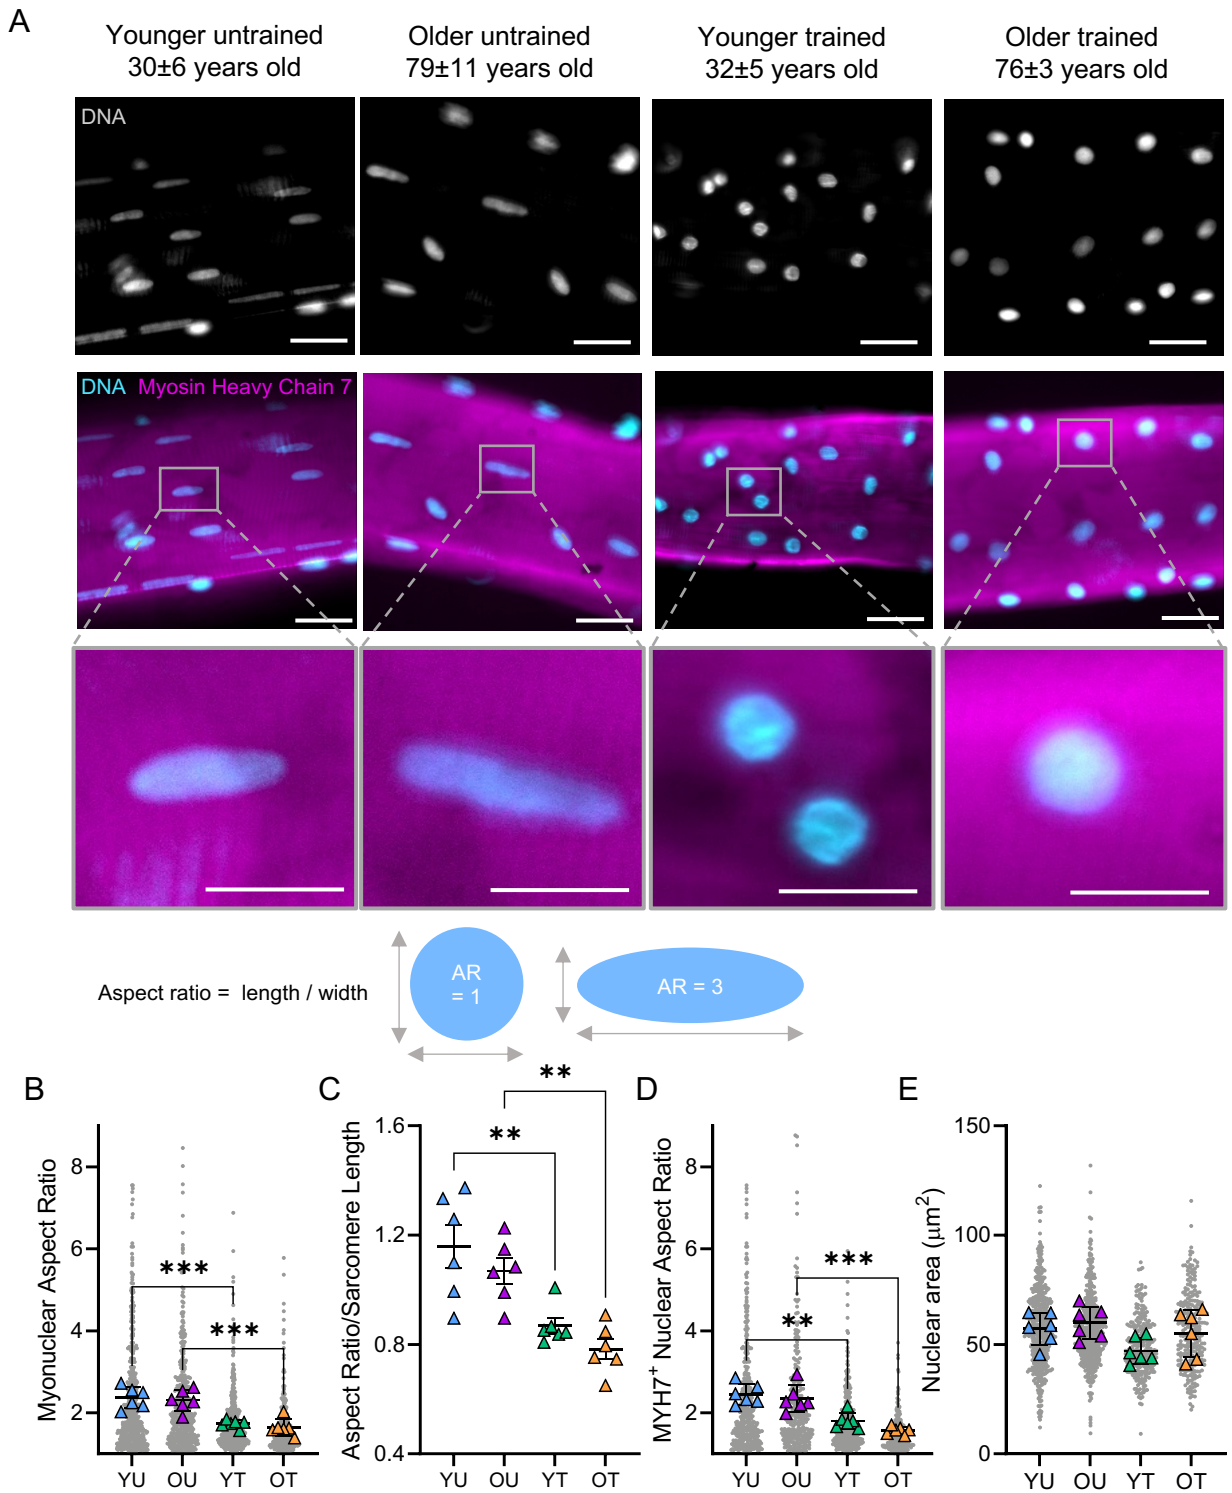 A
Younger untrained
30±6 years old
Older untrained
79±11 years old
Younger trained
32±5 years old
Older trained
76±3 years old
DNA
DNA Myosin Heavy Chain 7
Aspect ratio = length / width
AR
= 1
AR = 3
B
Myonuclear Aspect Ratio
8
6
4
2
***
***
YU OU YT OT
C
Aspect Ratio/Sarcomere Length
1.6
1.2
0.8
0.4
**
**
YU OU YT OT
D
MYH7⁺ Nuclear Aspect Ratio
8
6
4
2
***
**
YU OU YT OT
E
Nuclear area (μm²)
150
100
50
0
YU OU YT OT